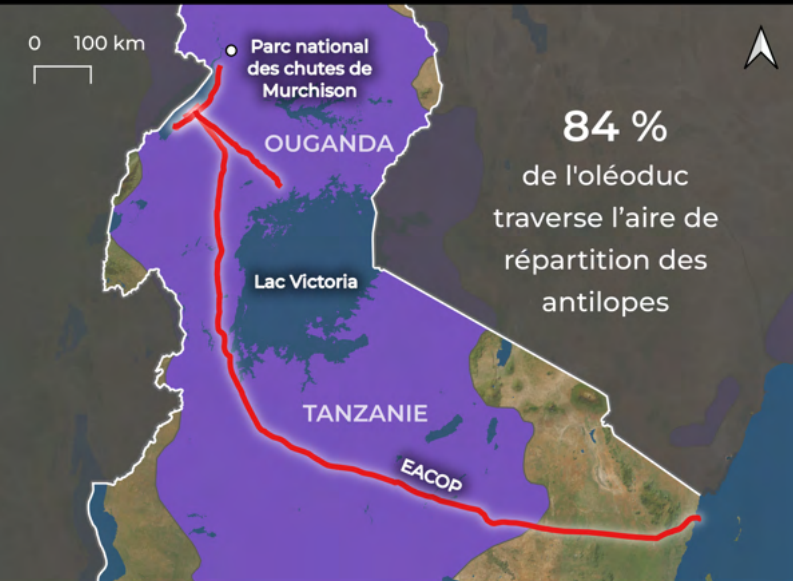 0 100 km
Parc national
des chutes de
Murchison
OUGANDA
84 %
de l'oléoduc
traverse l’aire de
répartition des
antilopes
Lac Victoria
TANZANIE
EACOP